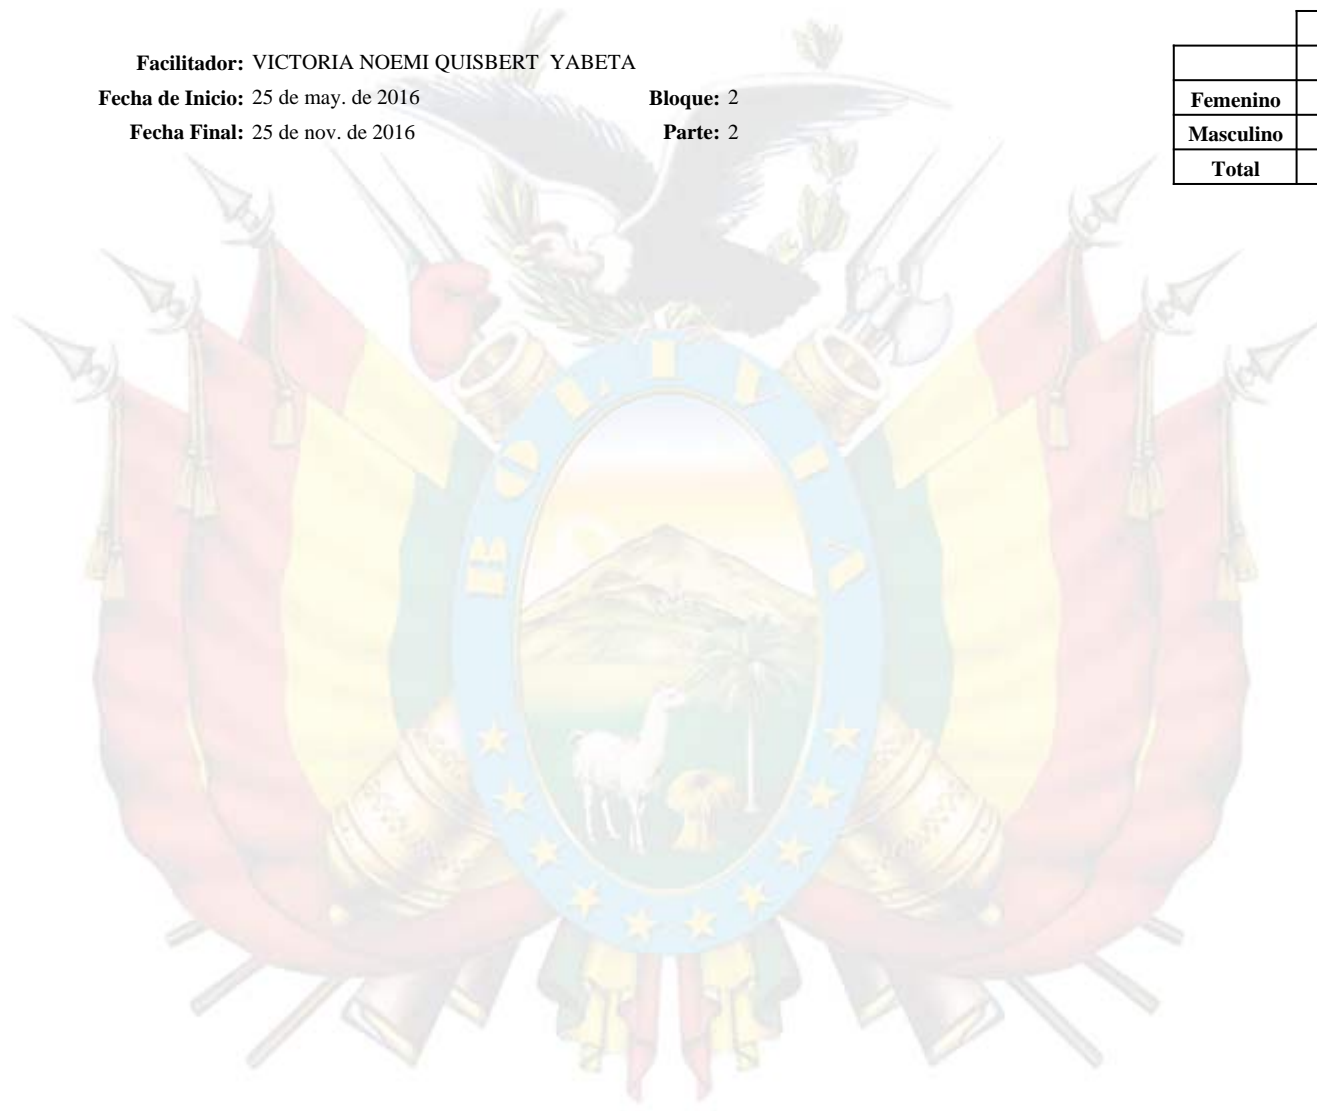 Facilitador: VICTORIA NOEMI QUISBERT YABETA
Fecha de Inicio: 25 de may. de 2016 Bloque: 2
Fecha Final: 25 de nov. de 2016 Parte: 2
Femenino
Masculino
Total
BOLIVIA